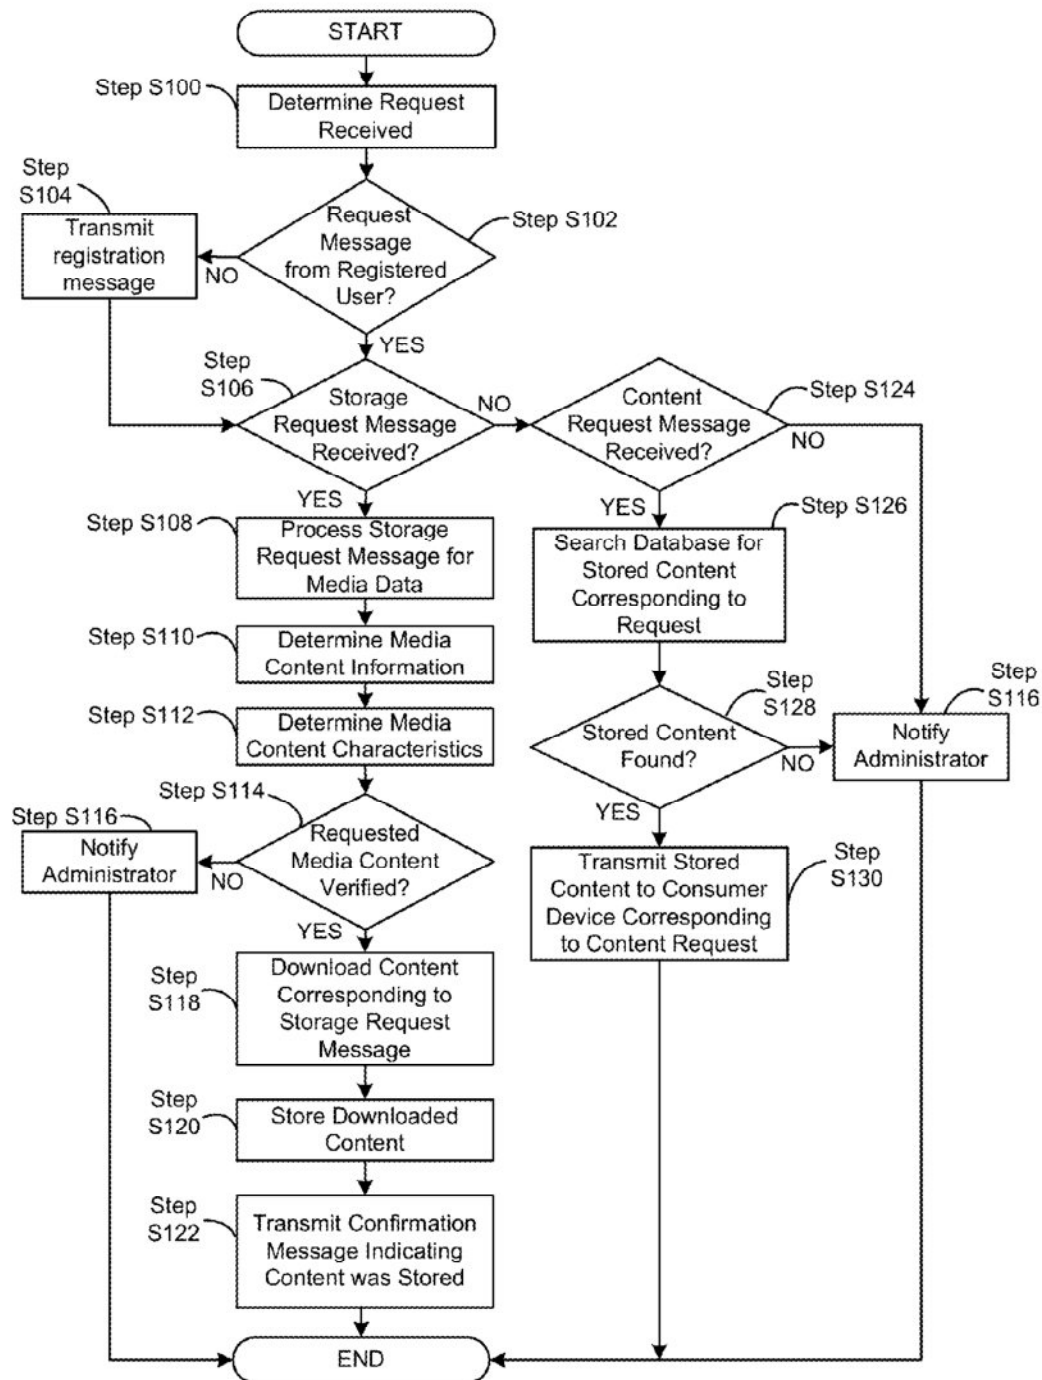 START
Step S100
Determine Request
Received
Step
S104
Transmit
registration
message
NO
Request
Message
from Registered
User?
Step S102
YES
Step
S106
Storage
Request Message
Received?
NO
Content
Request Message
Received?
Step S124
NO
YES
YES
Step S108
Process Storage
Request Message for
Media Data
Step S126
Search Database for
Stored Content
Corresponding to
Request
Step S110
Determine Media
Content Information
Step S112
Determine Media
Content Characteristics
Step
S128
Stored Content
Found?
NO
Step
S116
Notify
Administrator
YES
Step S114
Requested
Media Content
Verified?
Step S116
Notify
Administrator
NO
YES
Transmit Stored
Content to Consumer
Device Corresponding
to Content Request
Step
S130
Step
S118
Download Content
Corresponding to
Storage Request
Message
Step
S120
Store Downloaded
Content
Step
S122
Transmit Confirmation
Message Indicating
Content was Stored
END